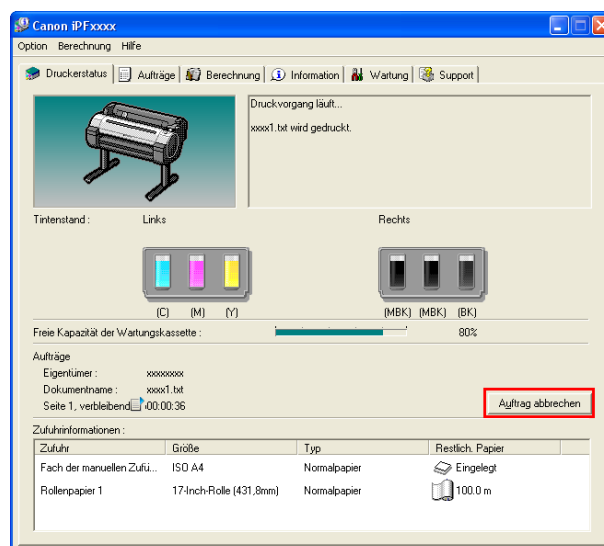 Canon iPFxxxx
Option Berechnung Hilfe
Druckerstatus Aufträge Berechnung Information Wartung Support
Druckvorgang läuft...
xxxx1.txt wird gedruckt.
Tintenstand : Links Rechts
(C) (M) (Y) (MBK) (MBK) (BK)
Freie Kapazität der Wartungskassette : 80%
Aufträge
Eigentümer : xxxxxxxx
Dokumentname : xxxx1.txt
Seite 1, verbleibend 00:00:36 Auftrag abbrechen
Zufuhrinformationen :
Zufuhr Größe Typ Restlich. Papier
Fach der manuellen Zufü... ISO A4 Normalpapier Eingelegt
Rollenpapier 1 17-Inch-Rolle (431,8mm) Normalpapier 100.0 m